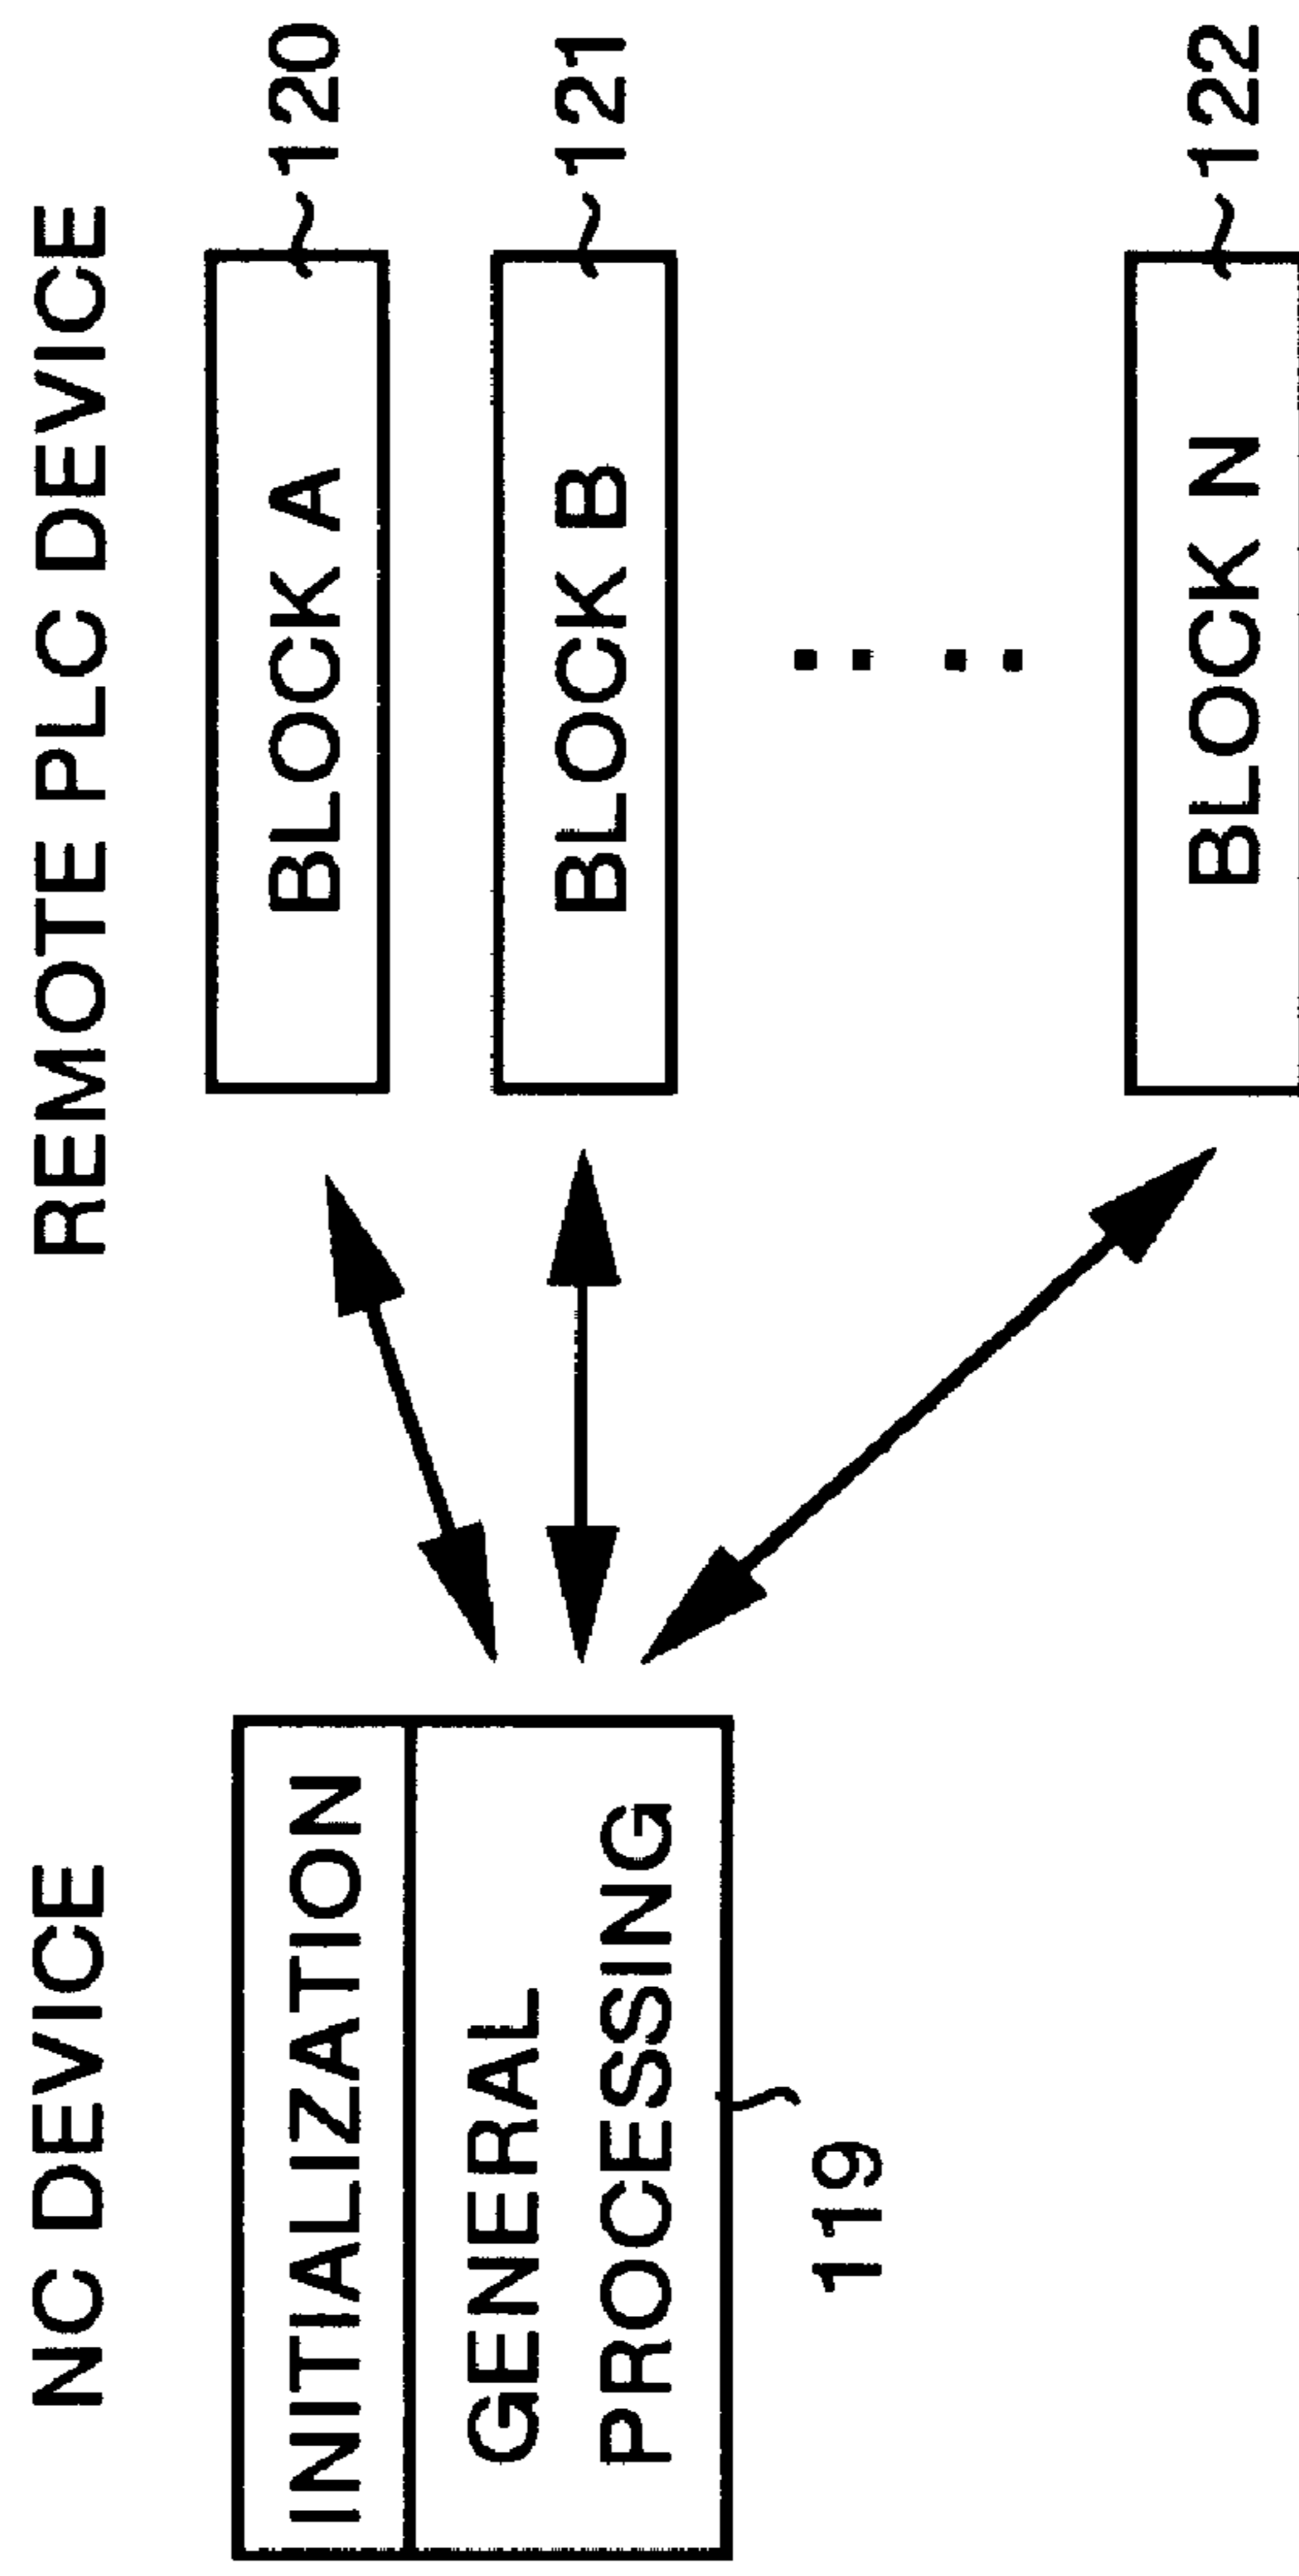 NC DEVICE
INITIALIZATION
GENERAL
PROCESSING
119
REMOTE PLC DEVICE
BLOCK A
120
BLOCK B
121
BLOCK N
122